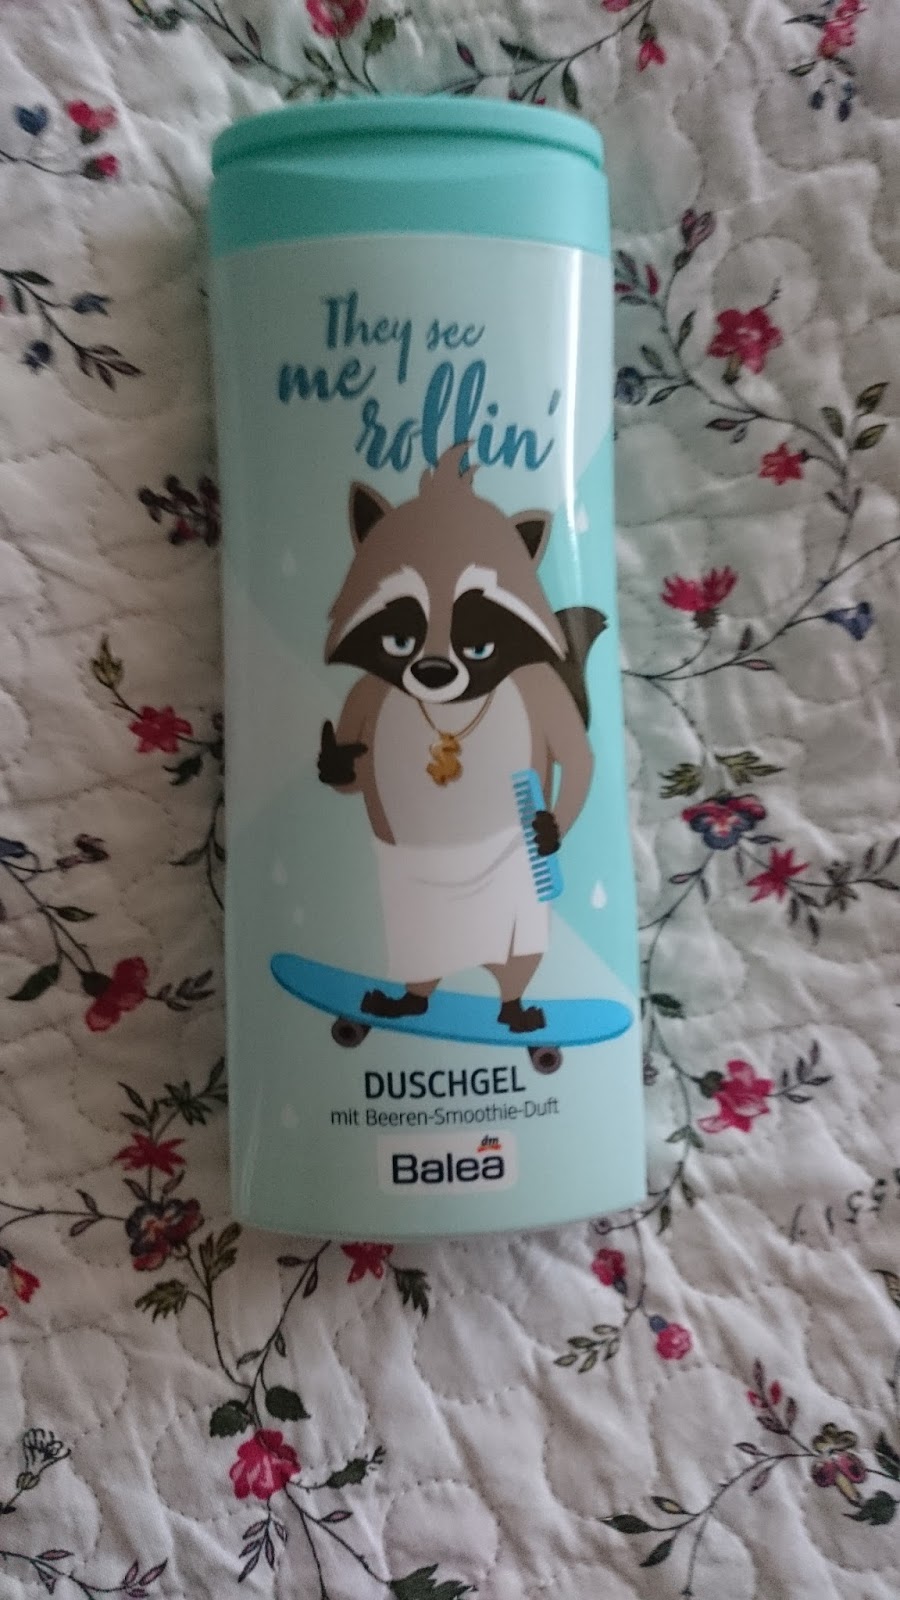 They see
me
rollin'
DUSCHGEL
mit Beeren-Smoothie-Duft
dm
Balea